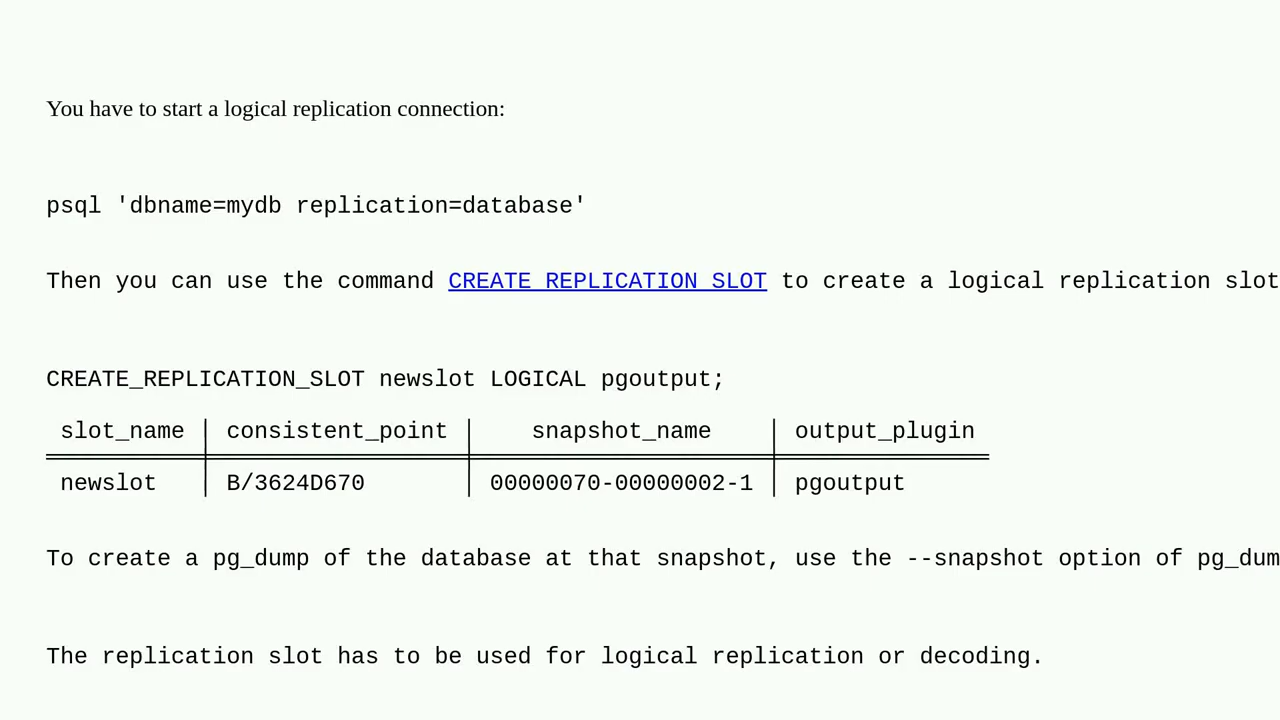 You have to start a logical replication connection:
psql 'dbname=mydb replication=database'
Then you can use the command CREATE_REPLICATION_SLOT to create a logical replication slot
CREATE_REPLICATION_SLOT newslot LOGICAL pgoutput;
slot_name │ consistent_point │ snapshot_name │ output_plugin
newslot │ B/3624D670 │ 00000070-00000002-1 │ pgoutput
To create a pg_dump of the database at that snapshot, use the --snapshot option of pg_dum
The replication slot has to be used for logical replication or decoding.